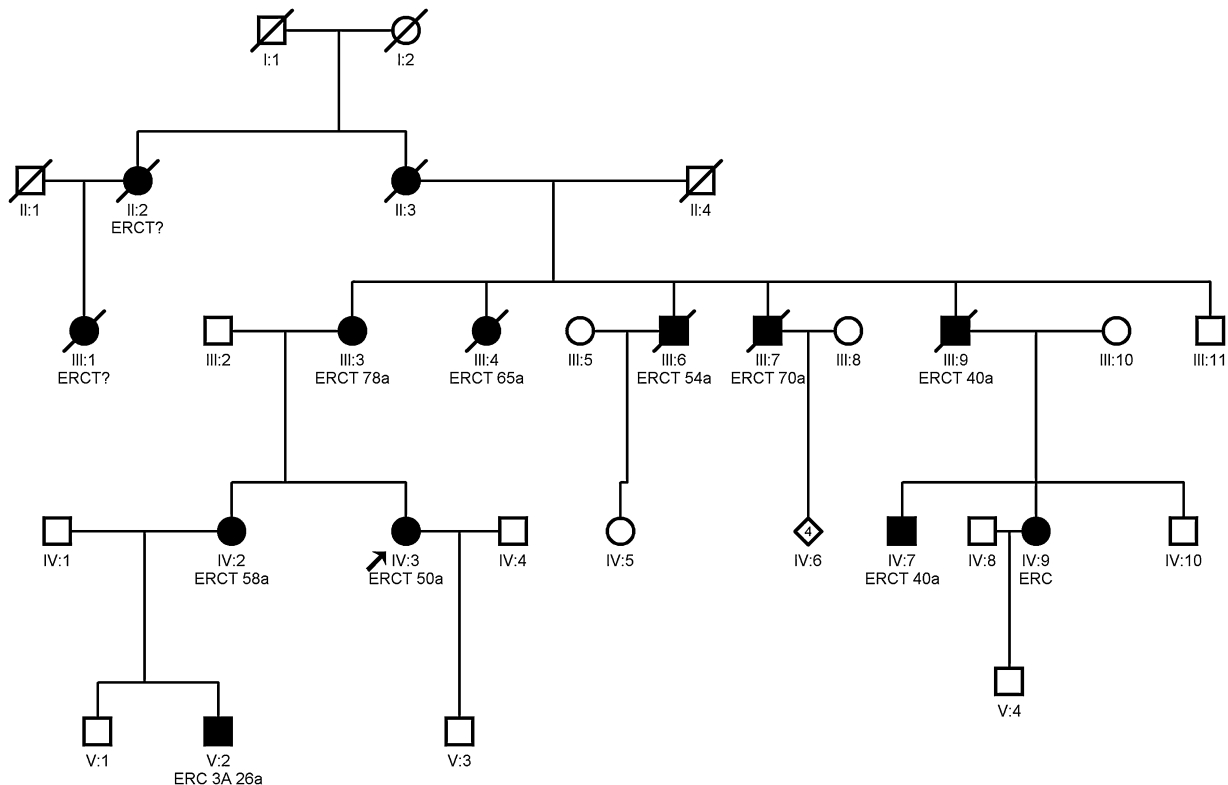 I:1
I:2
II:1
II:2
ERCT?
II:3
II:4
III:1
ERCT?
III:2
III:3
ERCT 78a
III:4
ERCT 65a
III:5
III:6
ERCT 54a
III:7
ERCT 70a
III:8
III:9
ERCT 40a
III:10
III:11
IV:1
IV:2
ERCT 58a
IV:3
ERCT 50a
IV:4
IV:5
4
IV:6
IV:7
ERCT 40a
IV:8
IV:9
ERC
IV:10
V:1
V:2
ERC 3A 26a
V:3
V:4